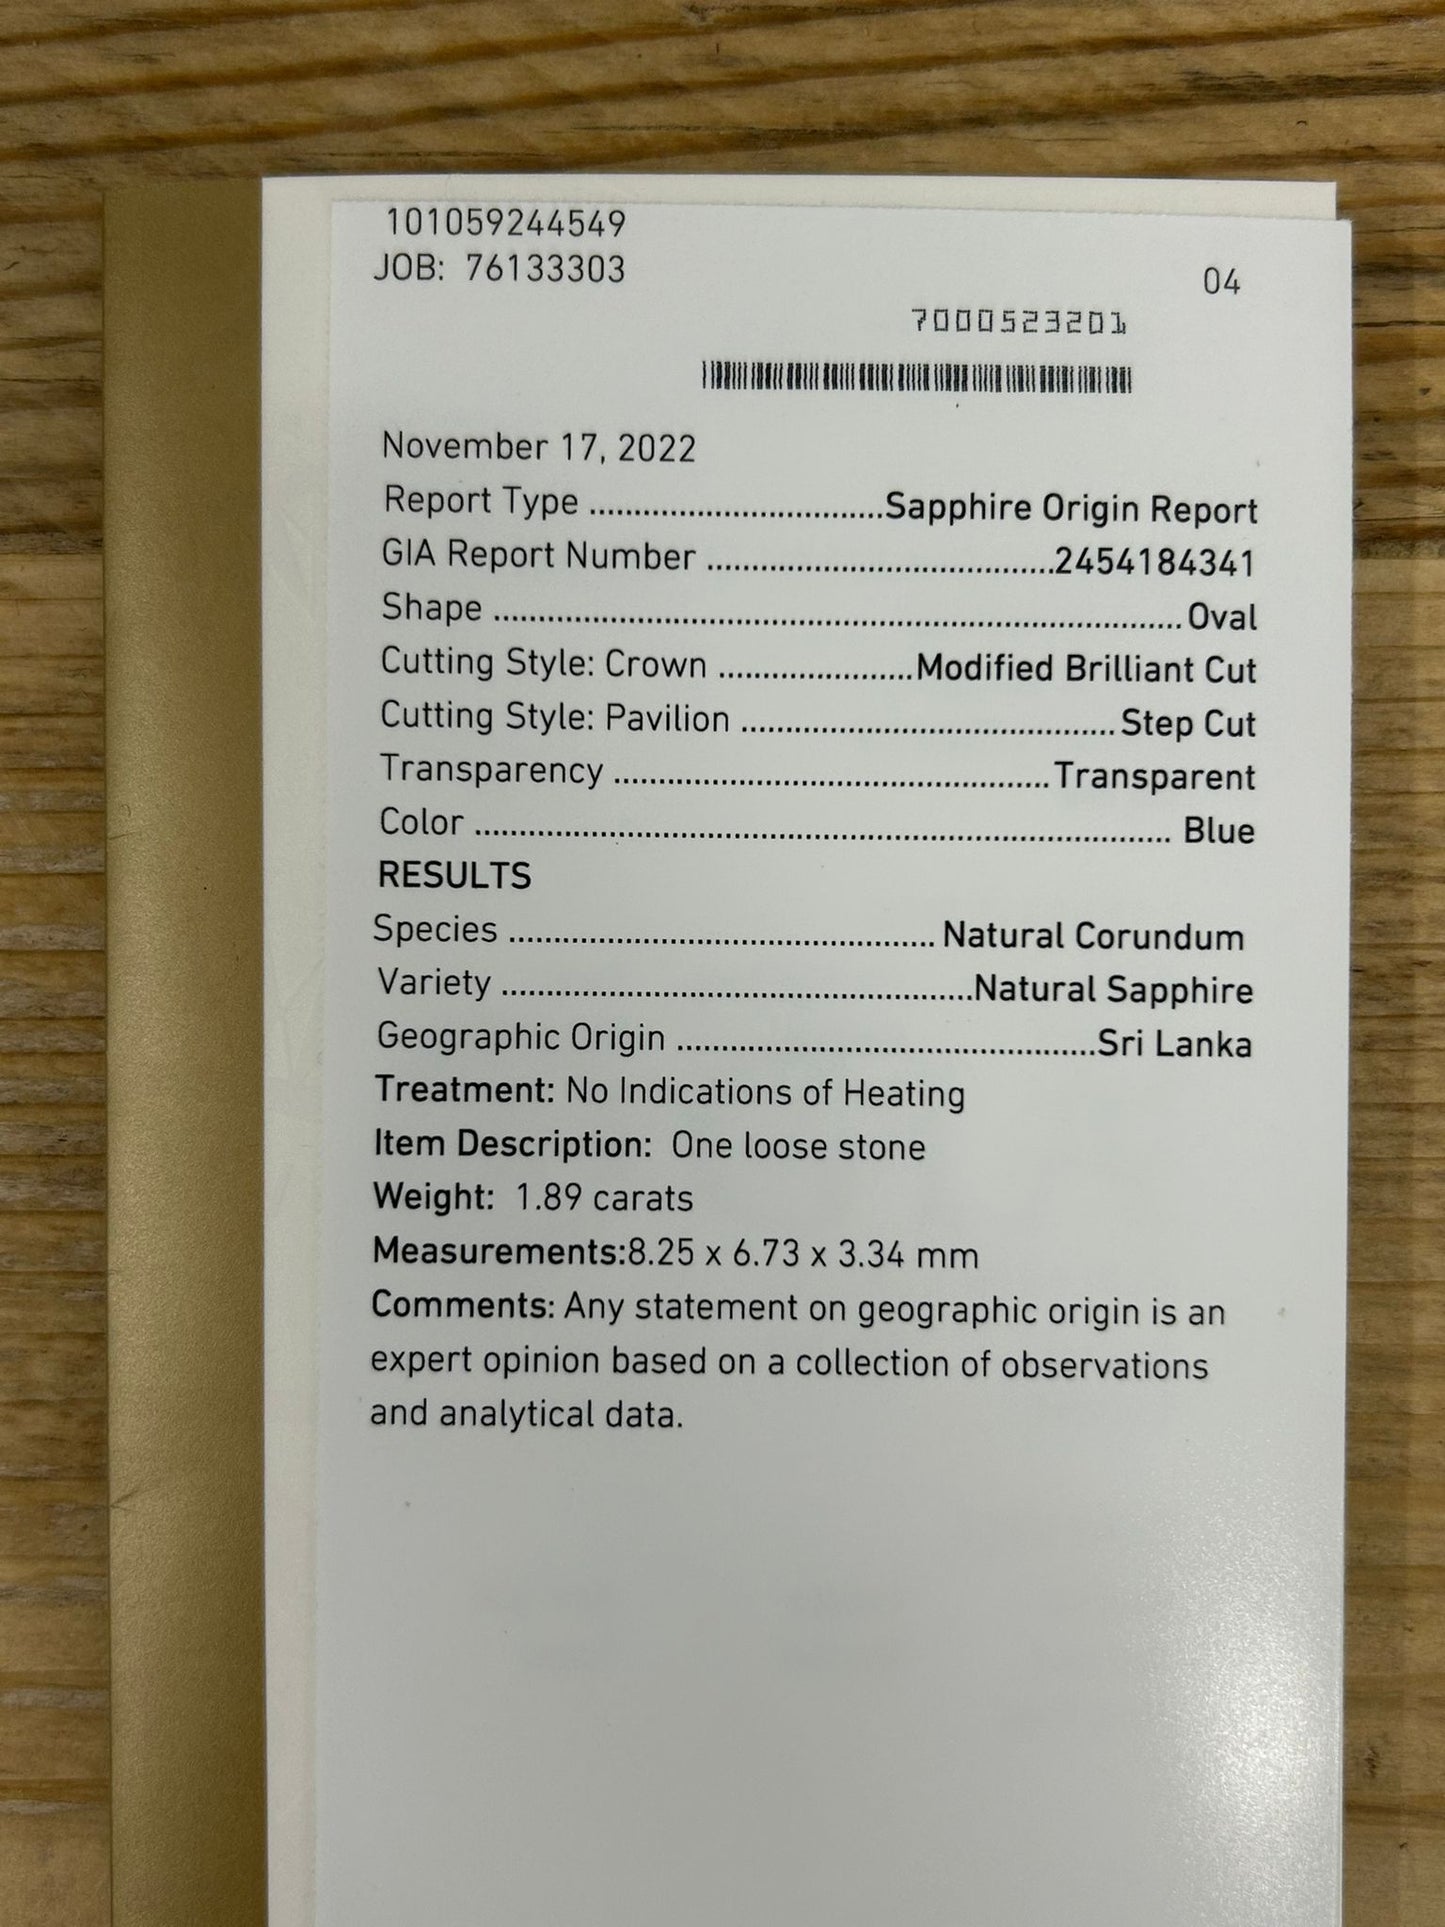 101059244549
JOB: 76133303
04
7000523201
November 17, 2022
Report Type ................................Sapphire Origin Report
GIA Report Number ......................................2454184341
Shape ............................................................................Oval
Cutting Style: Crown .....................Modified Brilliant Cut
Cutting Style: Pavilion .........................................Step Cut
Transparency ................................................Transparent
Color ............................................................................. Blue
RESULTS
Species ............................................... Natural Corundum
Variety ....................................................Natural Sapphire
Geographic Origin ..............................................Sri Lanka
Treatment: No Indications of Heating
Item Description: One loose stone
Weight: 1.89 carats
Measurements:8.25 x 6.73 x 3.34 mm
Comments: Any statement on geographic origin is an
expert opinion based on a collection of observations
and analytical data.